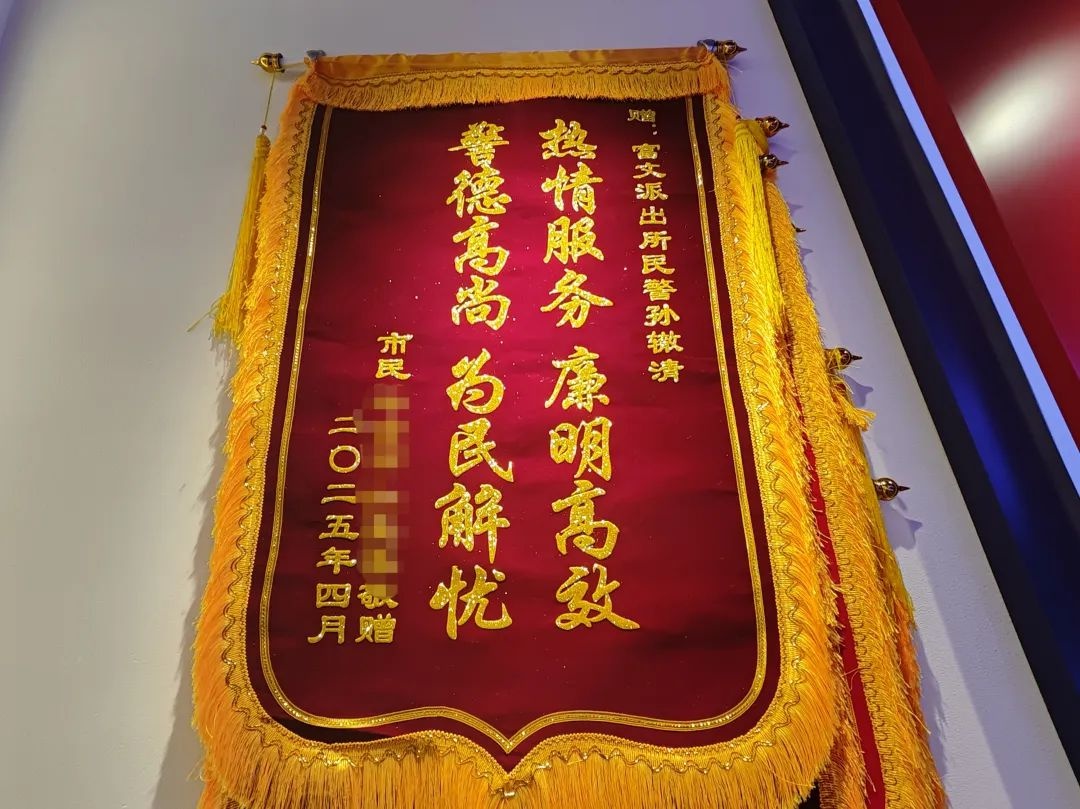 赠：富文派出所民警孙辙清
热情服务 廉明高效
警德高尚 为民解忧
市民 敬赠
二〇二五年四月